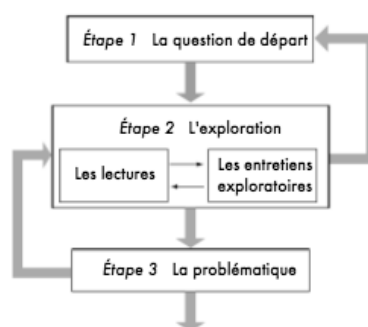 Étape 1 La question de départ
Étape 2 L'exploration
Les lectures
Les entretiens
exploratoires
Étape 3 La problématique